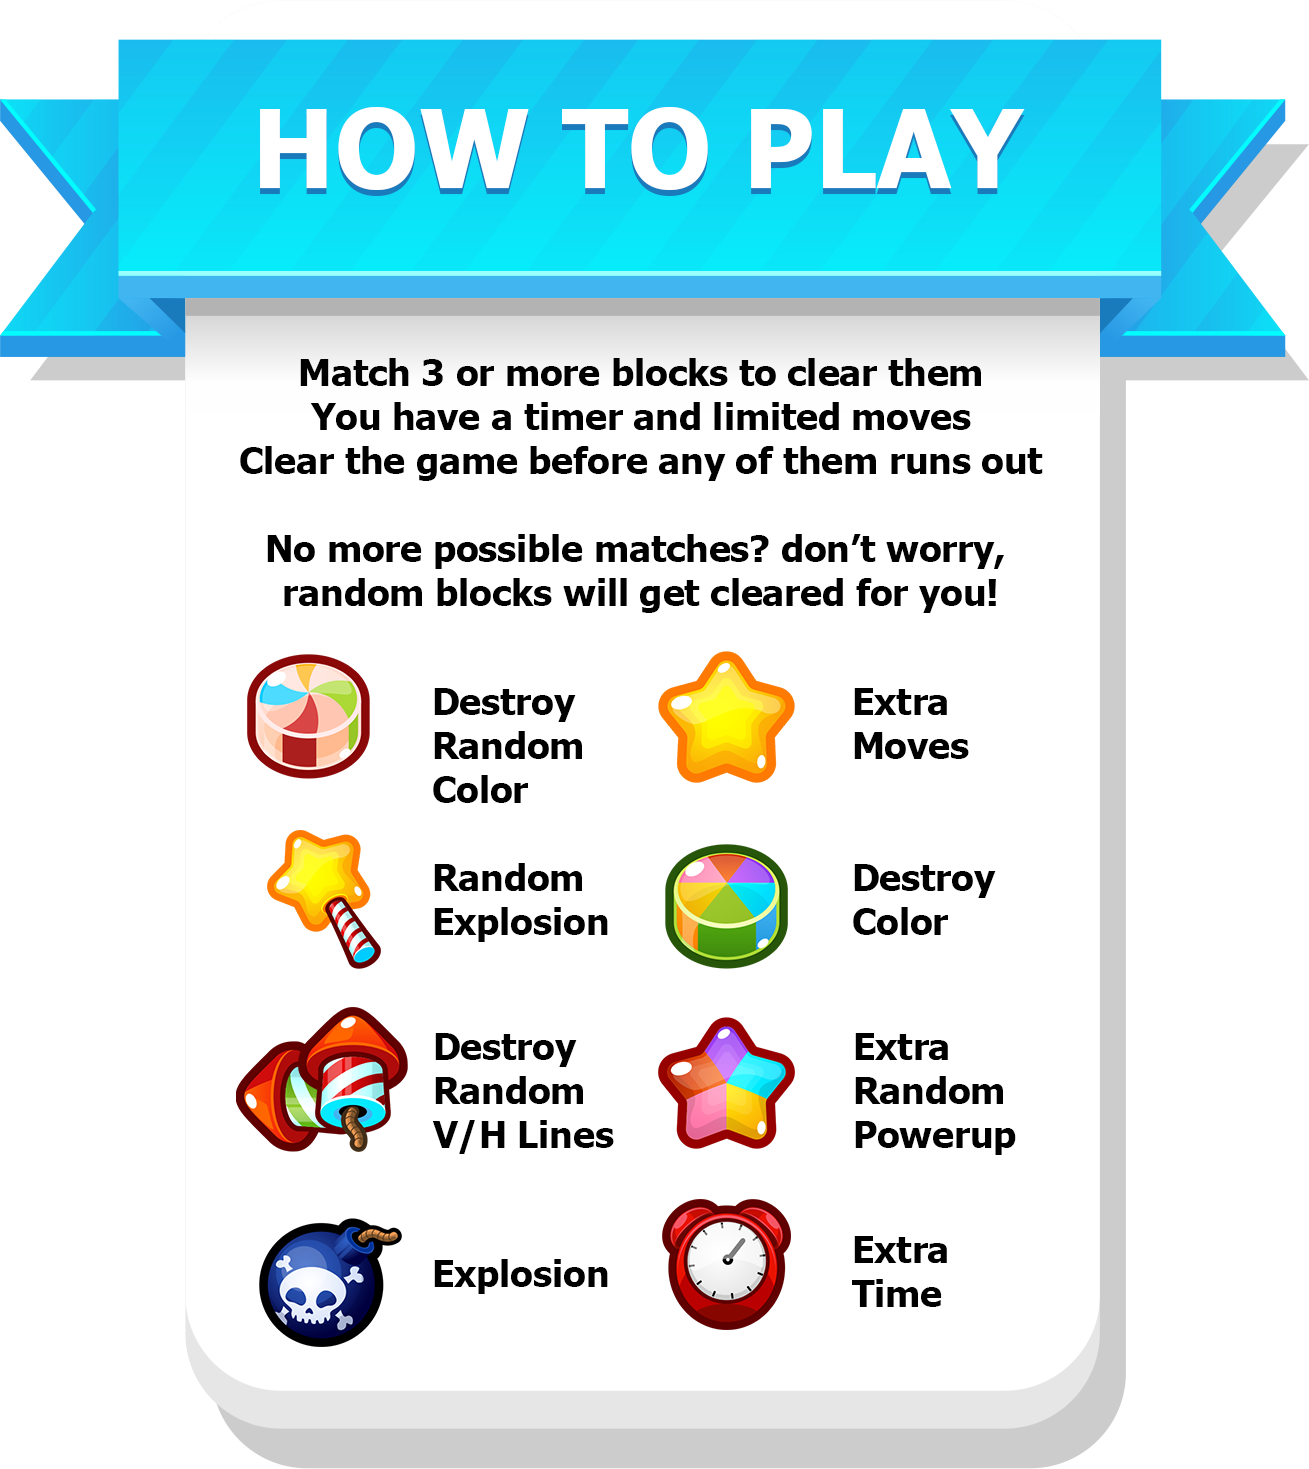 HOW TO PLAY
Match 3 or more blocks to clear them
You have a timer and limited moves
Clear the game before any of them runs out
No more possible matches? don’t worry,
random blocks will get cleared for you!
Destroy
Random
Color
Extra
Moves
Random
Explosion
Destroy
Color
Destroy
Random
V/H Lines
Extra
Random
Powerup
Explosion
Extra
Time